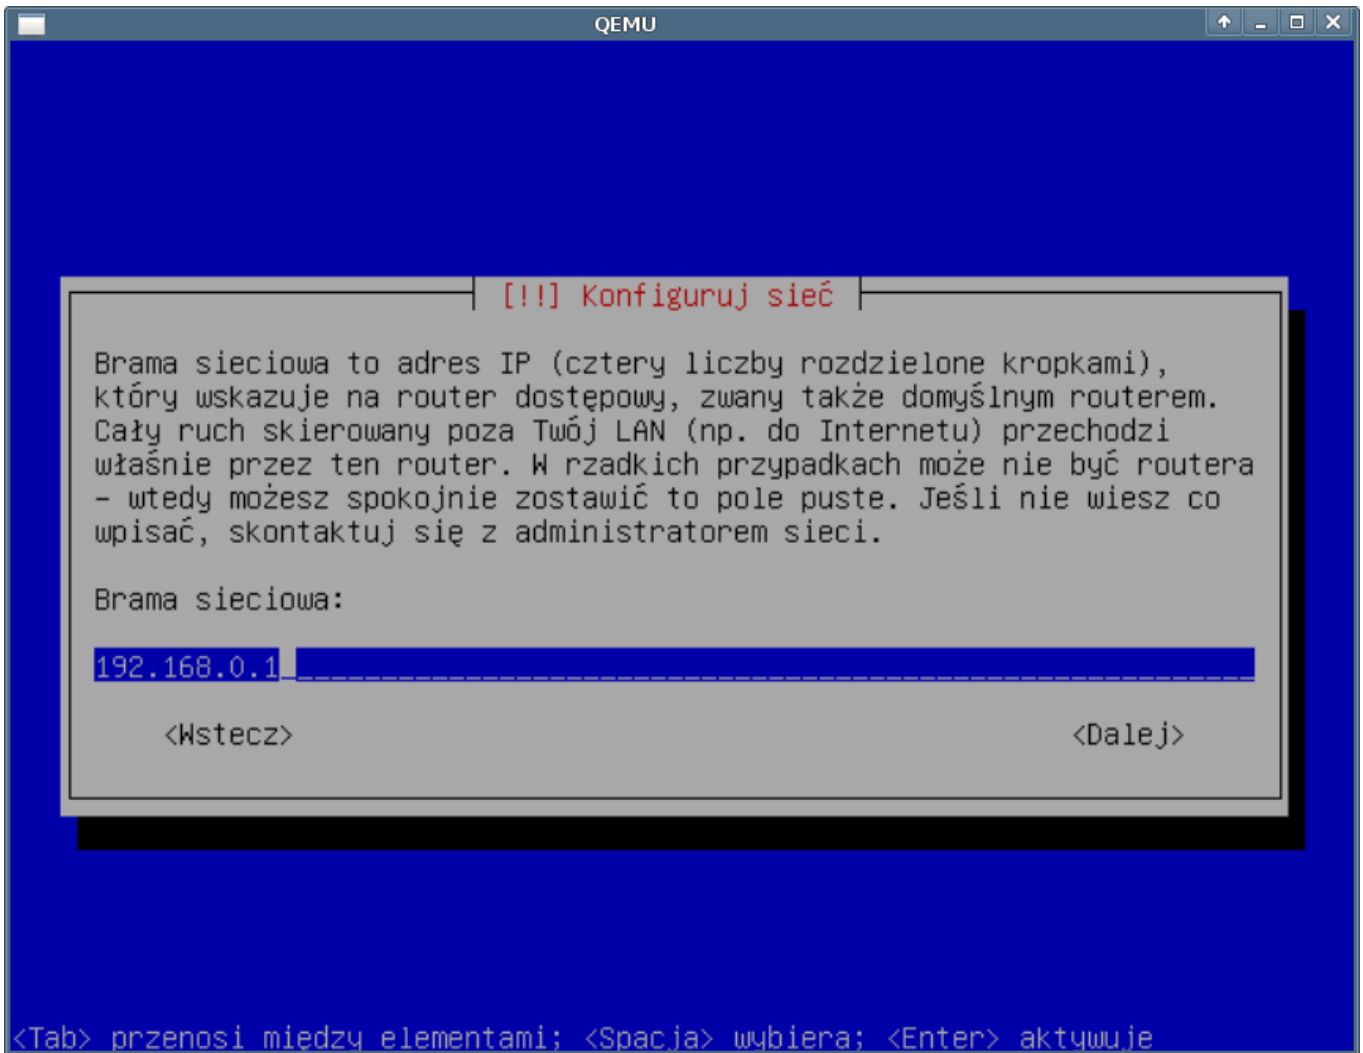 QEMU
[!!] Konfiguruj sieć
Brama sieciowa to adres IP (cztery liczby rozdzielone kropkami),
który wskazuje na router dostępowy, zwany także domyślnym routerem.
Cały ruch skierowany poza Twój LAN (np. do Internetu) przechodzi
właśnie przez ten router. W rzadkich przypadkach może nie być routera
– wtedy możesz spokojnie zostawić to pole puste. Jeśli nie wiesz co
wpisać, skontaktuj się z administratorem sieci.
Brama sieciowa:
192.168.0.1
<Wstecz> <Dalej>
<Tab> przenosi między elementami; <Spacja> wybiera; <Enter> aktywuje